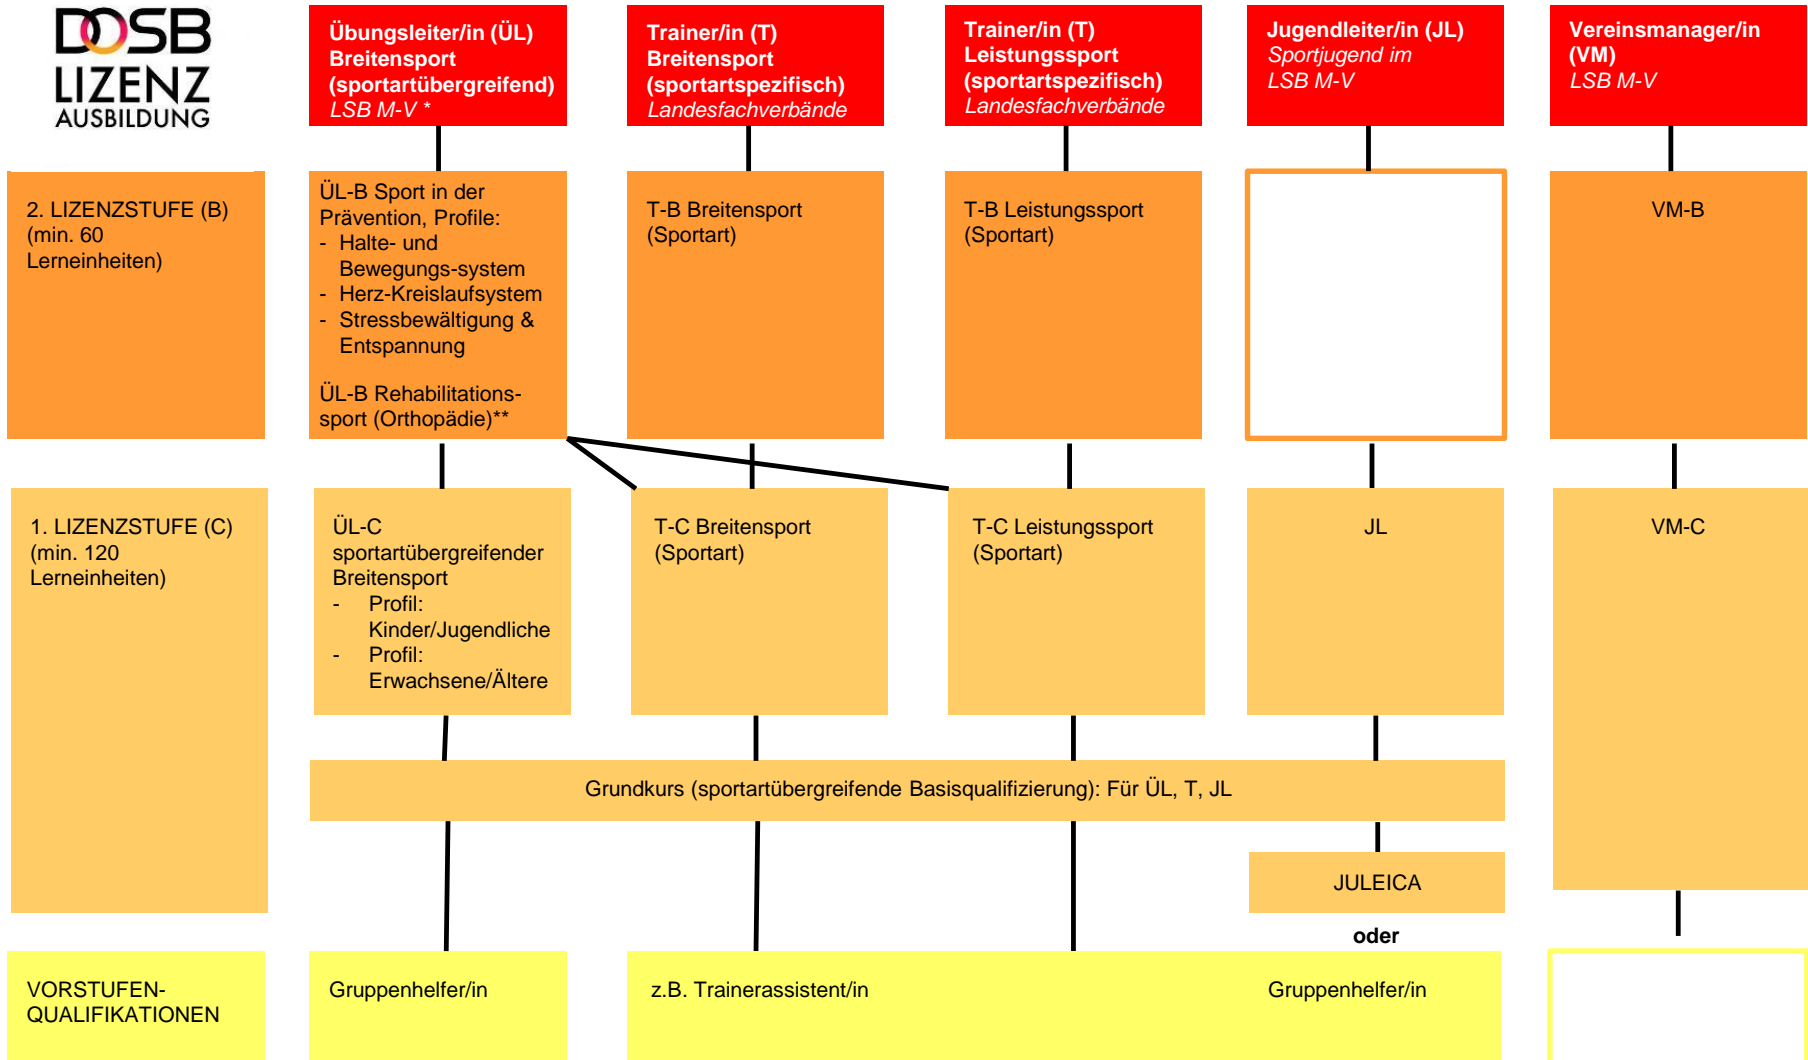 DOSB
LIZENZ
AUSBILDUNG
Übungsleiter/in (ÜL)
Breitensport
(sportartübergreifend)
LSB M-V *
Trainer/in (T)
Breitensport
(sportartspezifisch)
Landesfachverbände
Trainer/in (T)
Leistungssport
(sportartspezifisch)
Landesfachverbände
Jugendleiter/in (JL)
Sportjugend im
LSB M-V
Vereinsmanager/in
(VM)
LSB M-V
2. LIZENZSTUFE (B)
(min. 60
Lerneinheiten)
ÜL-B Sport in der
Prävention, Profile:
- Halte- und
Bewegungs-system
- Herz-Kreislaufsystem
- Stressbewältigung &
Entspannung
ÜL-B Rehabilitations-
sport (Orthopädie)**
T-B Breitensport
(Sportart)
T-B Leistungssport
(Sportart)
VM-B
1. LIZENZSTUFE (C)
(min. 120
Lerneinheiten)
ÜL-C
sportartübergreifender
Breitensport
- Profil:
Kinder/Jugendliche
- Profil:
Erwachsene/Ältere
T-C Breitensport
(Sportart)
T-C Leistungssport
(Sportart)
JL
VM-C
Grundkurs (sportartübergreifende Basisqualifizierung): Für ÜL, T, JL
JULEICA
oder
VORSTUFEN-
QUALIFIKATIONEN
Gruppenhelfer/in
z.B. Trainerassistent/in
Gruppenhelfer/in